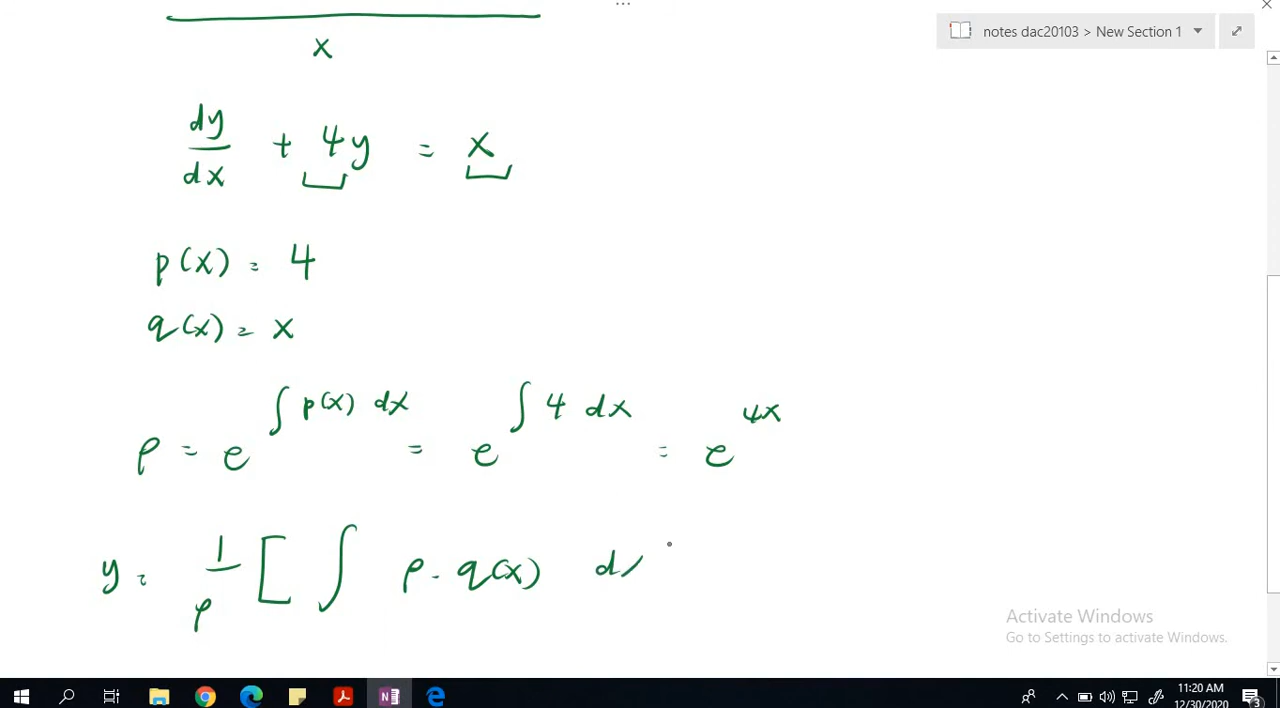 notes dac20103 > New Section 1
x
dy/dx + 4y = x
p(x) = 4
q(x) = x
ρ = e^∫ p(x) dx = e^∫ 4 dx = e^4x
y = 1/ρ [ ∫ ρ · q(x) d
Activate Windows
Go to Settings to activate Windows.
11:20 AM
12/30/2020
3